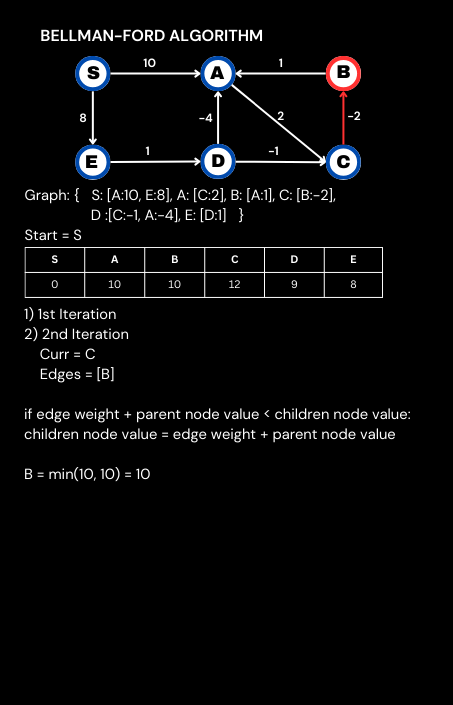 BELLMAN-FORD ALGORITHM
10 1
S A B
8 -4 2 -2
1 -1
E D C
Graph: { S: [A:10, E:8], A: [C:2], B: [A:1], C: [B:-2],
D :[C:-1, A:-4], E: [D:1] }
Start = S
S A B C D E
0 10 10 12 9 8
1) 1st Iteration
2) 2nd Iteration
Curr = C
Edges = [B]
if edge weight + parent node value < children node value:
children node value = edge weight + parent node value
B = min(10, 10) = 10